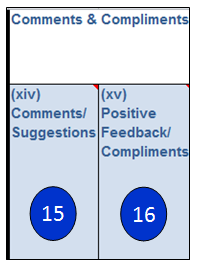 Comments & Compliments
(xiv)
Comments/
Suggestions
(xv)
Positive
Feedback/
Compliments
15
16